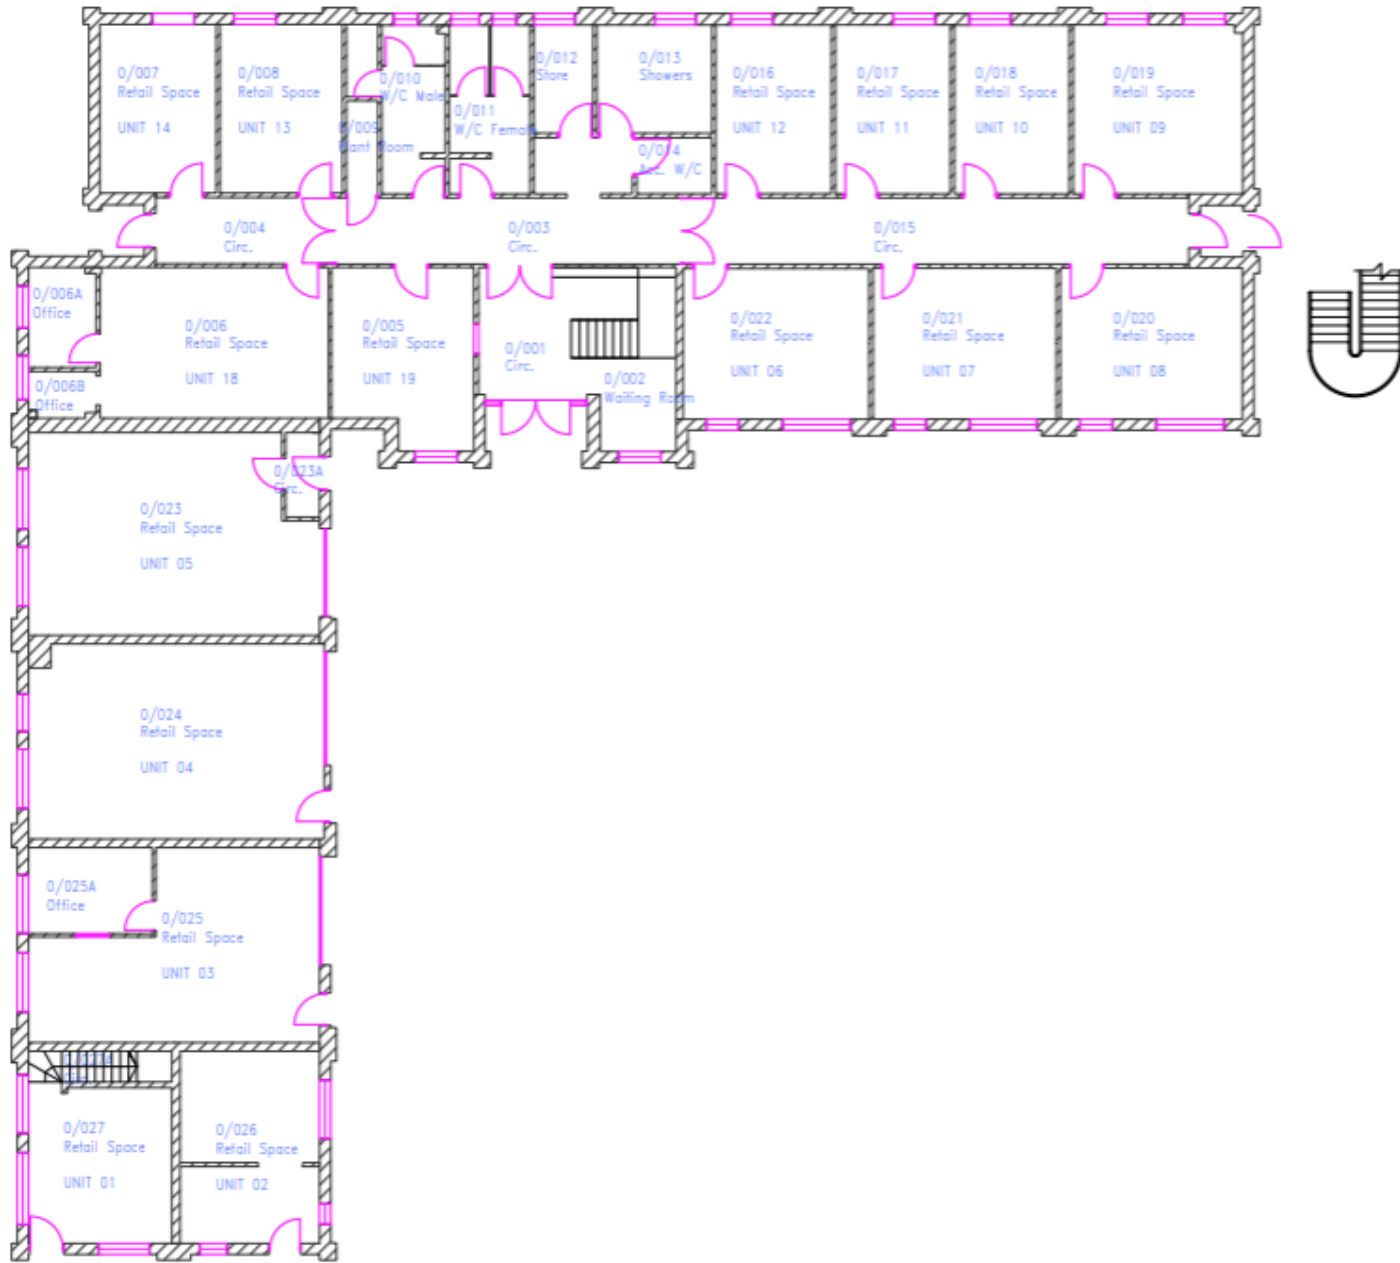 0/007
Retail Space
UNIT 14
0/008
Retail Space
UNIT 13
0/009
Plant Room
0/010
W/C Male
0/011
W/C Female
0/012
Store
0/013
Showers
0/014
Acc. W/C
0/016
Retail Space
UNIT 12
0/017
Retail Space
UNIT 11
0/018
Retail Space
UNIT 10
0/019
Retail Space
UNIT 09
0/004
Circ.
0/003
Circ.
0/015
Circ.
0/006A
Office
0/006B
Office
0/006
Retail Space
UNIT 18
0/005
Retail Space
UNIT 19
0/001
Circ.
0/002
Waiting Room
0/022
Retail Space
UNIT 06
0/021
Retail Space
UNIT 07
0/020
Retail Space
UNIT 08
0/023A
Circ.
0/023
Retail Space
UNIT 05
0/024
Retail Space
UNIT 04
0/025A
Office
0/025
Retail Space
UNIT 03
0/027
Retail Space
UNIT 01
0/026
Retail Space
UNIT 02